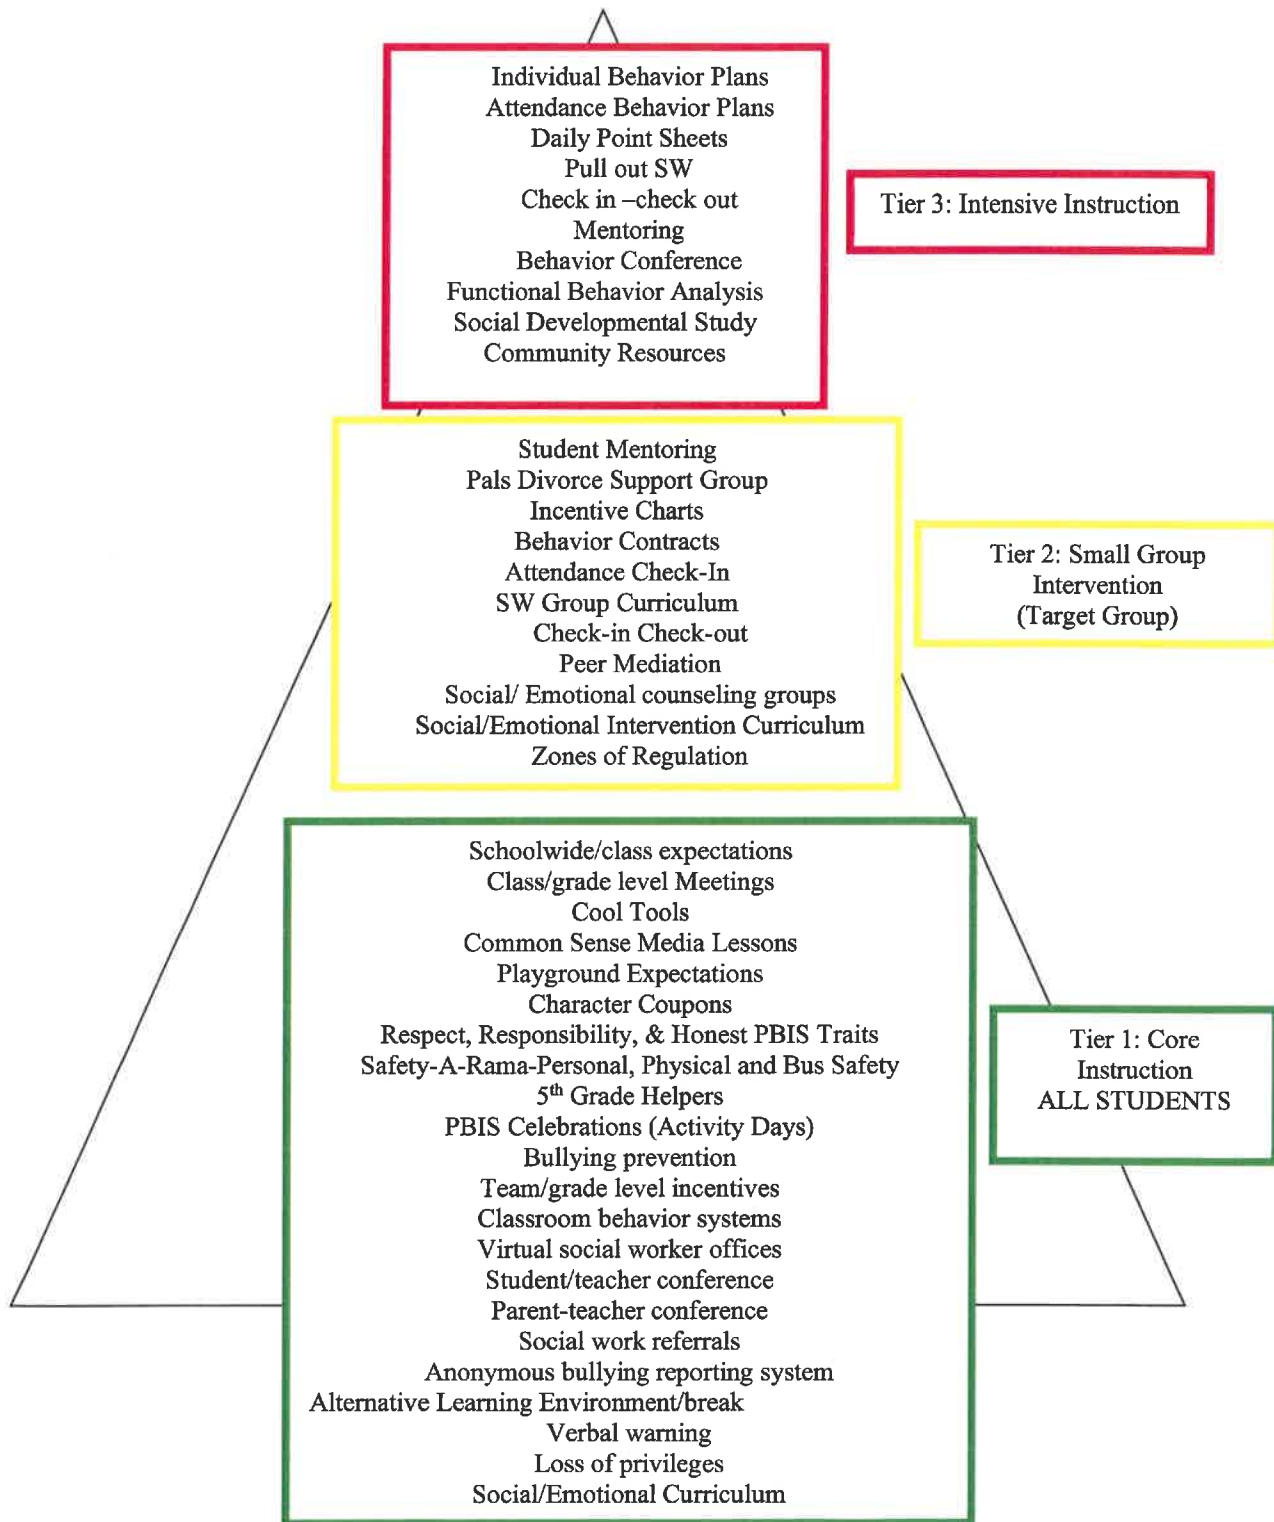 Individual Behavior Plans
Attendance Behavior Plans
Daily Point Sheets
Pull out SW
Check in –check out
Mentoring
Behavior Conference
Functional Behavior Analysis
Social Developmental Study
Community Resources
Tier 3: Intensive Instruction
Student Mentoring
Pals Divorce Support Group
Incentive Charts
Behavior Contracts
Attendance Check-In
SW Group Curriculum
Check-in Check-out
Peer Mediation
Social/ Emotional counseling groups
Social/Emotional Intervention Curriculum
Zones of Regulation
Tier 2: Small Group
Intervention
(Target Group)
Schoolwide/class expectations
Class/grade level Meetings
Cool Tools
Common Sense Media Lessons
Playground Expectations
Character Coupons
Respect, Responsibility, & Honest PBIS Traits
Safety-A-Rama-Personal, Physical and Bus Safety
5th Grade Helpers
PBIS Celebrations (Activity Days)
Bullying prevention
Team/grade level incentives
Classroom behavior systems
Virtual social worker offices
Student/teacher conference
Parent-teacher conference
Social work referrals
Anonymous bullying reporting system
Alternative Learning Environment/break
Verbal warning
Loss of privileges
Social/Emotional Curriculum
Tier 1: Core
Instruction
ALL STUDENTS